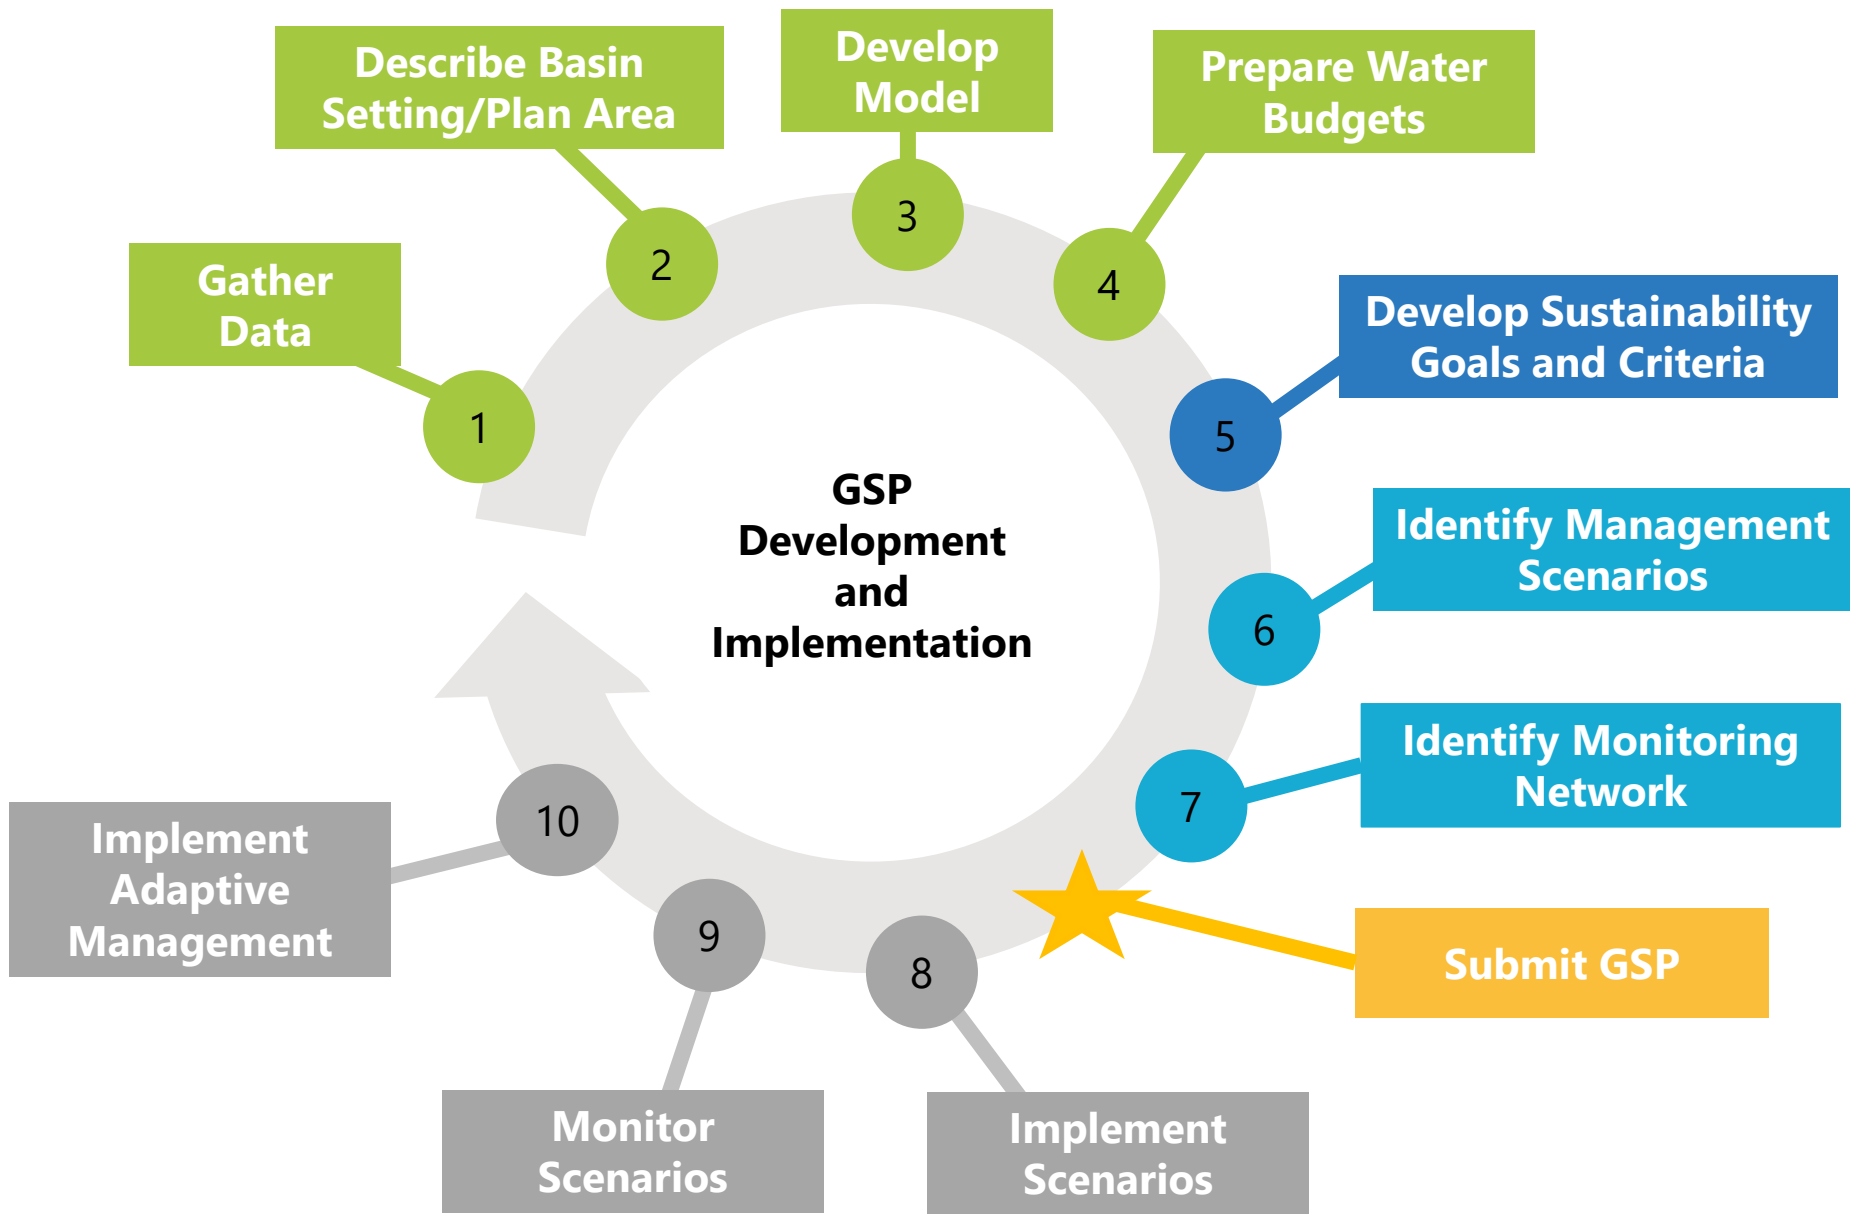 Describe Basin
Setting/Plan Area
Develop
Model
Prepare Water
Budgets
Gather
Data
1
2
3
4
Develop Sustainability
Goals and Criteria
5
GSP
Development
and
Implementation
Identify Management
Scenarios
6
Identify Monitoring
Network
7
Submit GSP
8
Implement
Scenarios
9
Monitor
Scenarios
10
Implement
Adaptive
Management